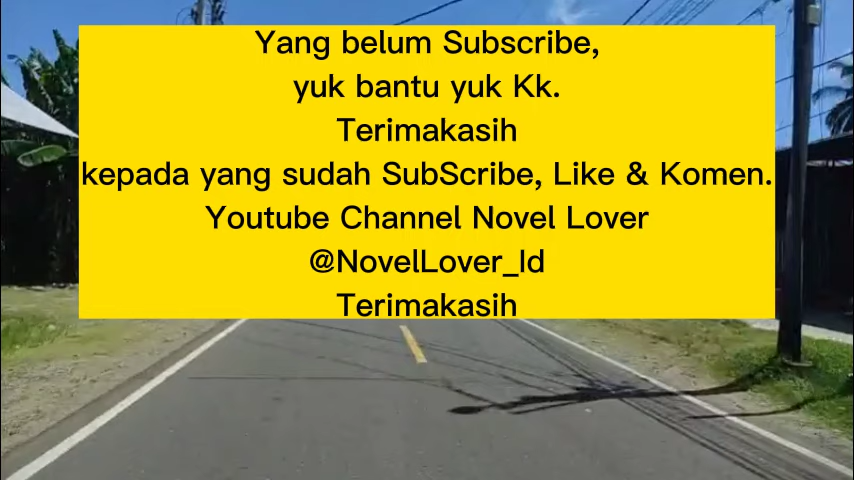 Yang belum Subscribe,
yuk bantu yuk Kk.
Terimakasih
kepada yang sudah SubScribe, Like & Komen.
Youtube Channel Novel Lover
@NovelLover_Id
Terimakasih